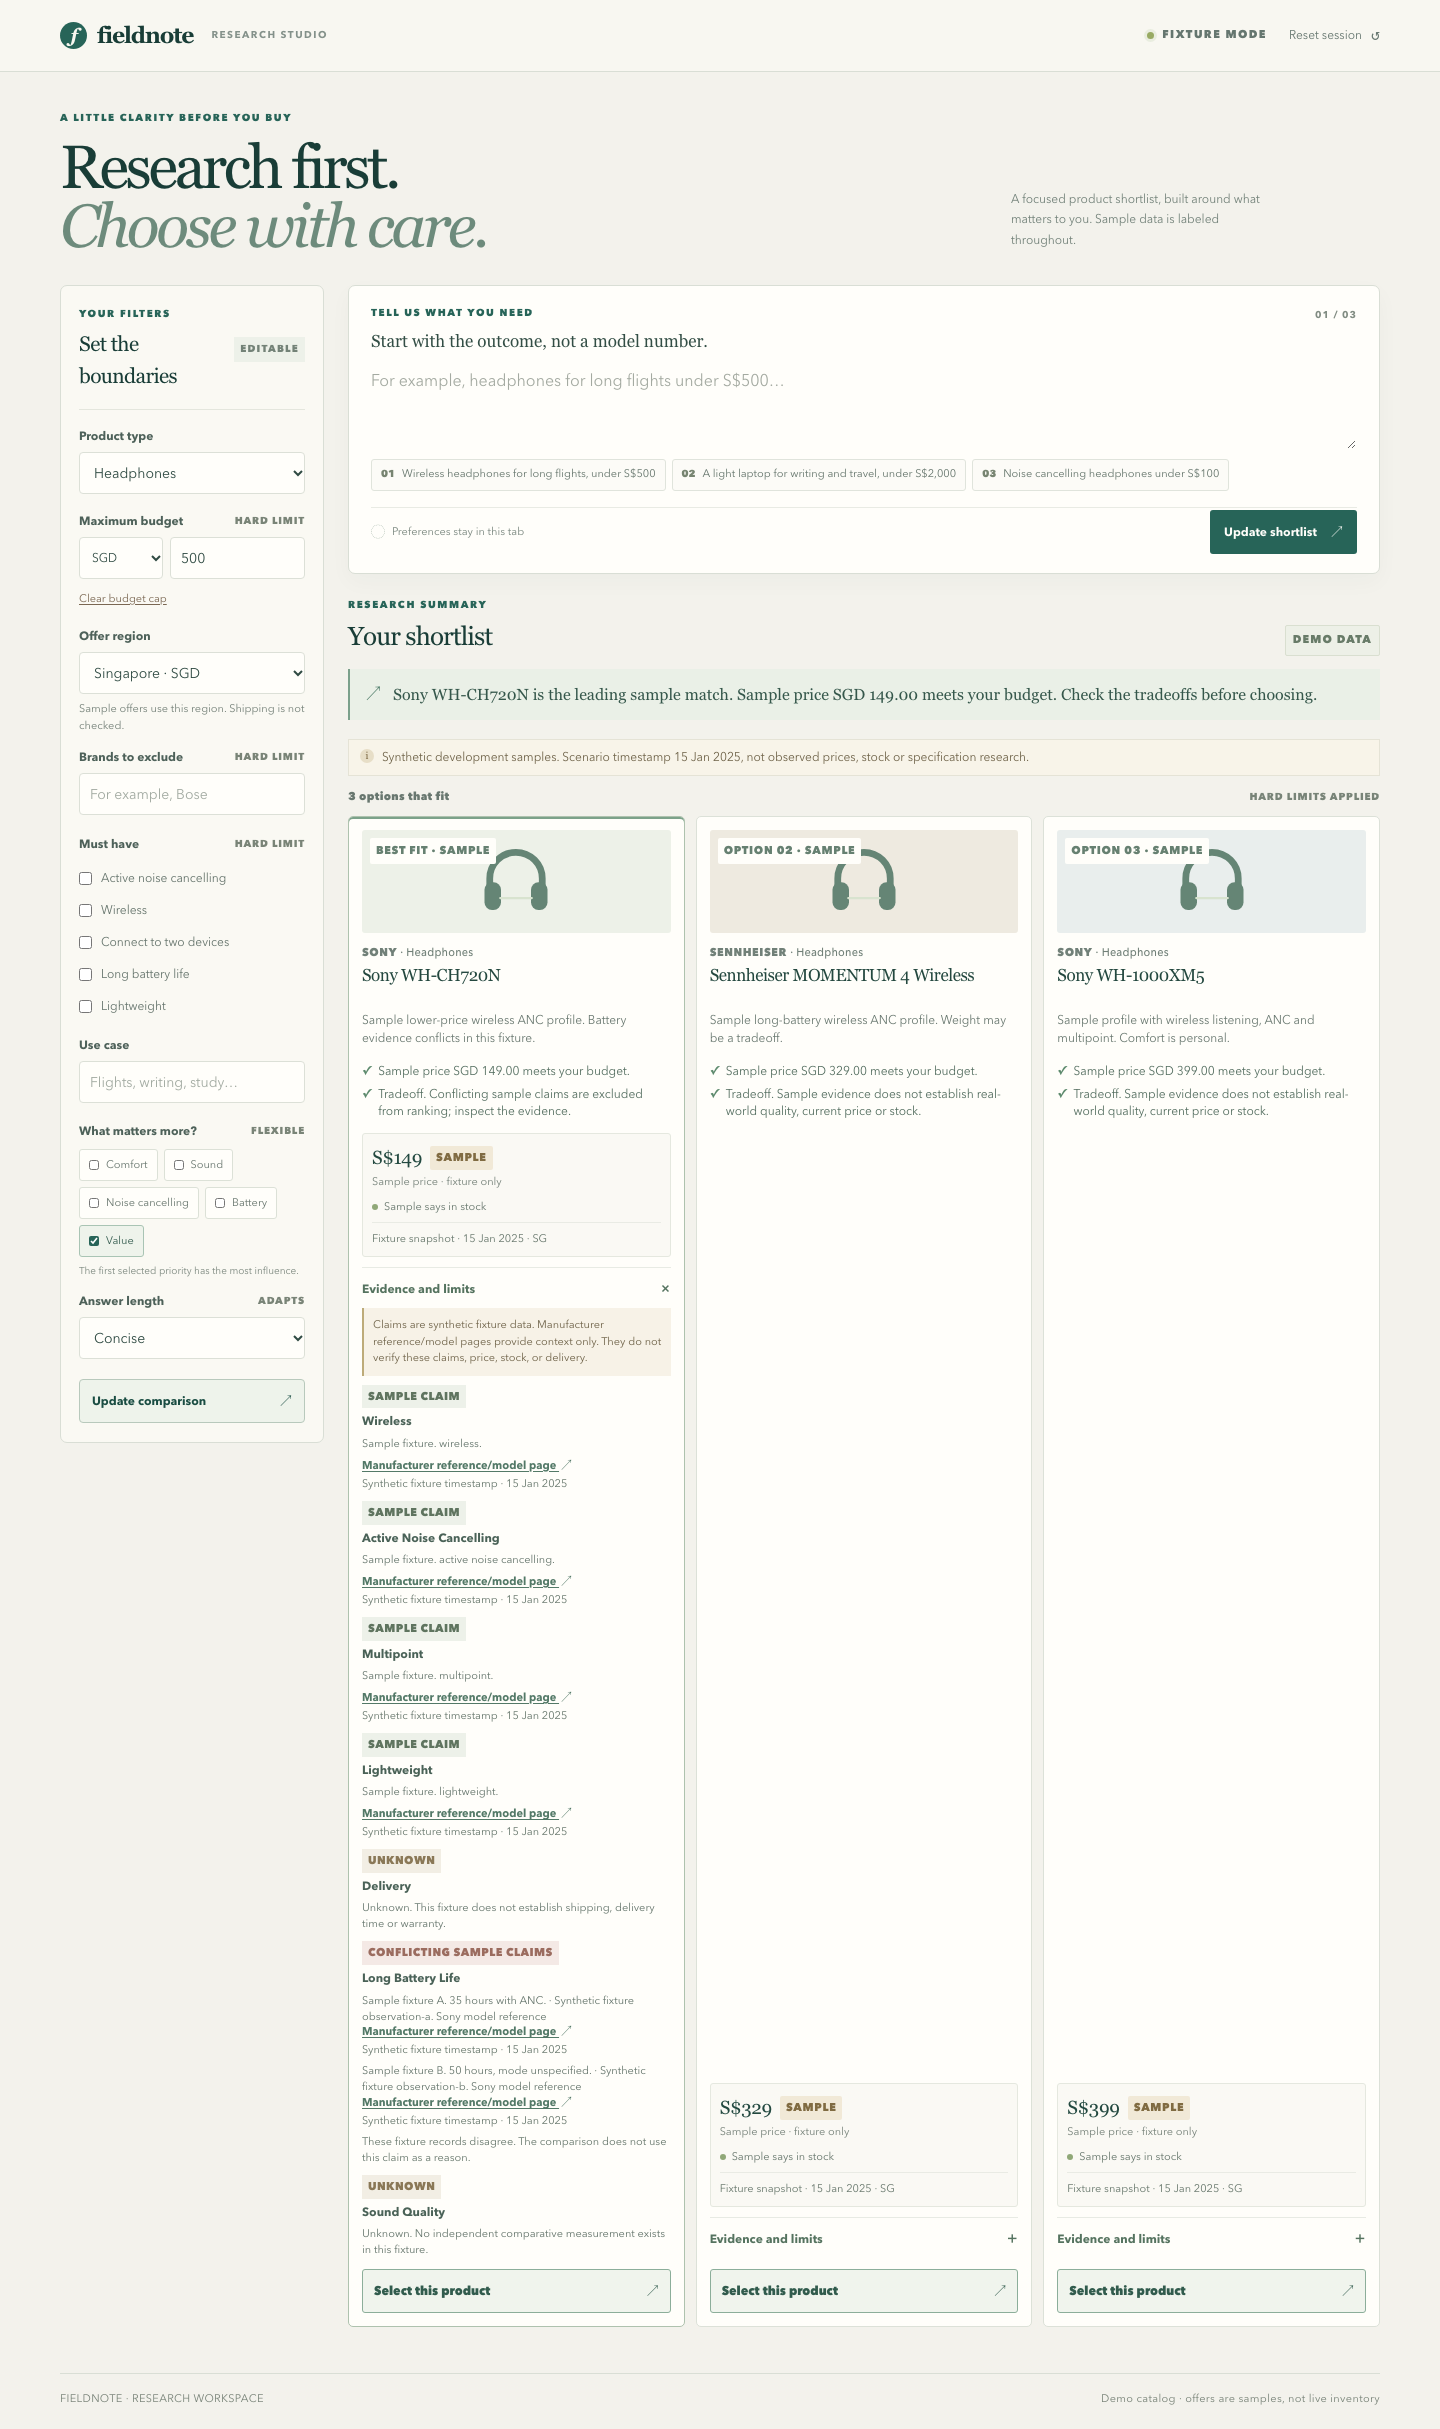 f fieldnote RESEARCH STUDIO
FIXTURE MODE
Reset session ↺
A LITTLE CLARITY BEFORE YOU BUY
Research first.
Choose with care.
A focused product shortlist, built around what
matters to you. Sample data is labeled
throughout.
YOUR FILTERS
Set the
boundaries
EDITABLE
Product type
Headphones
Maximum budget
HARD LIMIT
SGD
500
Clear budget cap
Offer region
Singapore · SGD
Sample offers use this region. Shipping is not
checked.
Brands to exclude
HARD LIMIT
For example, Bose
Must have
HARD LIMIT
Active noise cancelling
Wireless
Connect to two devices
Long battery life
Lightweight
Use case
Flights, writing, study…
What matters more?
FLEXIBLE
Comfort
Sound
Noise cancelling
Battery
Value
The first selected priority has the most influence.
Answer length
ADAPTS
Concise
Update comparison ↗
TELL US WHAT YOU NEED
01 / 03
Start with the outcome, not a model number.
For example, headphones for long flights under S$500…
01 Wireless headphones for long flights, under S$500
02 A light laptop for writing and travel, under S$2,000
03 Noise cancelling headphones under S$100
Preferences stay in this tab
Update shortlist ↗
RESEARCH SUMMARY
Your shortlist
DEMO DATA
↗ Sony WH-CH720N is the leading sample match. Sample price SGD 149.00 meets your budget. Check the tradeoffs before choosing.
i Synthetic development samples. Scenario timestamp 15 Jan 2025, not observed prices, stock or specification research.
3 options that fit
HARD LIMITS APPLIED
BEST FIT · SAMPLE
SONY · Headphones
Sony WH-CH720N
Sample lower-price wireless ANC profile. Battery
evidence conflicts in this fixture.
✓ Sample price SGD 149.00 meets your budget.
✓ Tradeoff. Conflicting sample claims are excluded
from ranking; inspect the evidence.
S$149 SAMPLE
Sample price · fixture only
Sample says in stock
Fixture snapshot · 15 Jan 2025 · SG
Evidence and limits ×
Claims are synthetic fixture data. Manufacturer
reference/model pages provide context only. They do not
verify these claims, price, stock, or delivery.
SAMPLE CLAIM
Wireless
Sample fixture. wireless.
Manufacturer reference/model page ↗
Synthetic fixture timestamp · 15 Jan 2025
SAMPLE CLAIM
Active Noise Cancelling
Sample fixture. active noise cancelling.
Manufacturer reference/model page ↗
Synthetic fixture timestamp · 15 Jan 2025
SAMPLE CLAIM
Multipoint
Sample fixture. multipoint.
Manufacturer reference/model page ↗
Synthetic fixture timestamp · 15 Jan 2025
SAMPLE CLAIM
Lightweight
Sample fixture. lightweight.
Manufacturer reference/model page ↗
Synthetic fixture timestamp · 15 Jan 2025
UNKNOWN
Delivery
Unknown. This fixture does not establish shipping, delivery
time or warranty.
CONFLICTING SAMPLE CLAIMS
Long Battery Life
Sample fixture A. 35 hours with ANC. · Synthetic fixture
observation-a. Sony model reference
Manufacturer reference/model page ↗
Synthetic fixture timestamp · 15 Jan 2025
Sample fixture B. 50 hours, mode unspecified. · Synthetic
fixture observation-b. Sony model reference
Manufacturer reference/model page ↗
Synthetic fixture timestamp · 15 Jan 2025
These fixture records disagree. The comparison does not use
this claim as a reason.
UNKNOWN
Sound Quality
Unknown. No independent comparative measurement exists
in this fixture.
Select this product ↗
OPTION 02 · SAMPLE
SENNHEISER · Headphones
Sennheiser MOMENTUM 4 Wireless
Sample long-battery wireless ANC profile. Weight may
be a tradeoff.
✓ Sample price SGD 329.00 meets your budget.
✓ Tradeoff. Sample evidence does not establish real-
world quality, current price or stock.
S$329 SAMPLE
Sample price · fixture only
Sample says in stock
Fixture snapshot · 15 Jan 2025 · SG
Evidence and limits +
Select this product ↗
OPTION 03 · SAMPLE
SONY · Headphones
Sony WH-1000XM5
Sample profile with wireless listening, ANC and
multipoint. Comfort is personal.
✓ Sample price SGD 399.00 meets your budget.
✓ Tradeoff. Sample evidence does not establish real-
world quality, current price or stock.
S$399 SAMPLE
Sample price · fixture only
Sample says in stock
Fixture snapshot · 15 Jan 2025 · SG
Evidence and limits +
Select this product ↗
FIELDNOTE · RESEARCH WORKSPACE
Demo catalog · offers are samples, not live inventory